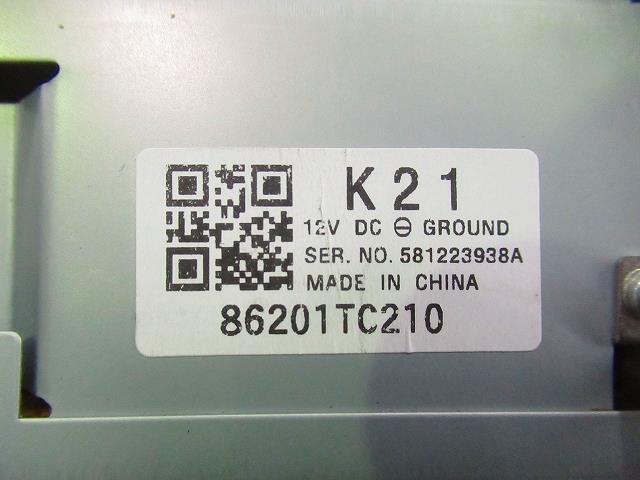 K21
12V DC ⊖ GROUND
SER. NO. 581223938A
MADE IN CHINA
86201TC210